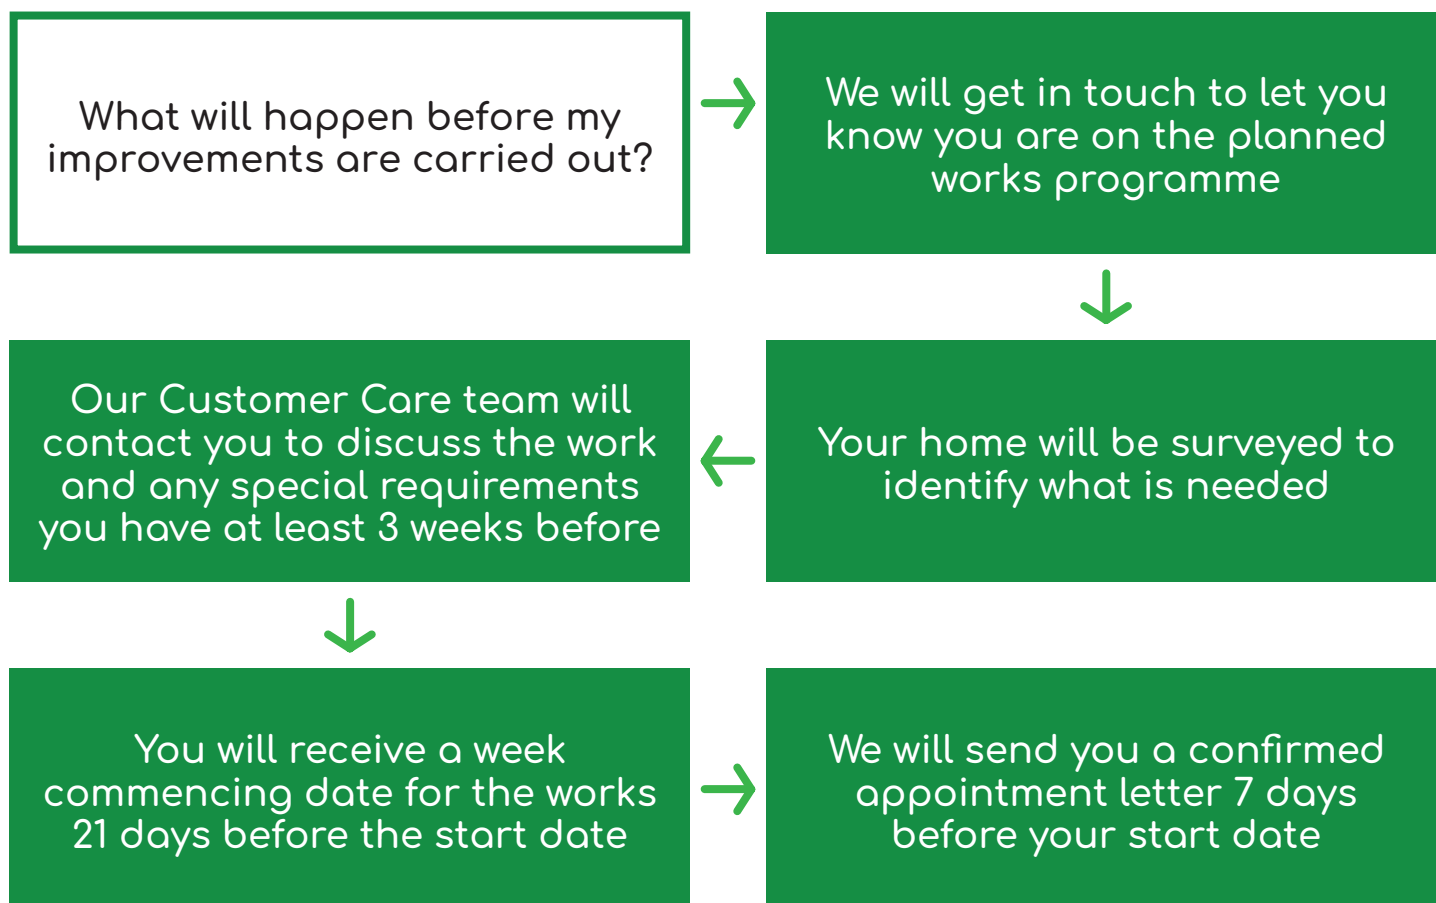 What will happen before my
improvements are carried out?
We will get in touch to let you
know you are on the planned
works programme
Your home will be surveyed to
identify what is needed
Our Customer Care team will
contact you to discuss the work
and any special requirements
you have at least 3 weeks before
You will receive a week
commencing date for the works
21 days before the start date
We will send you a confirmed
appointment letter 7 days
before your start date